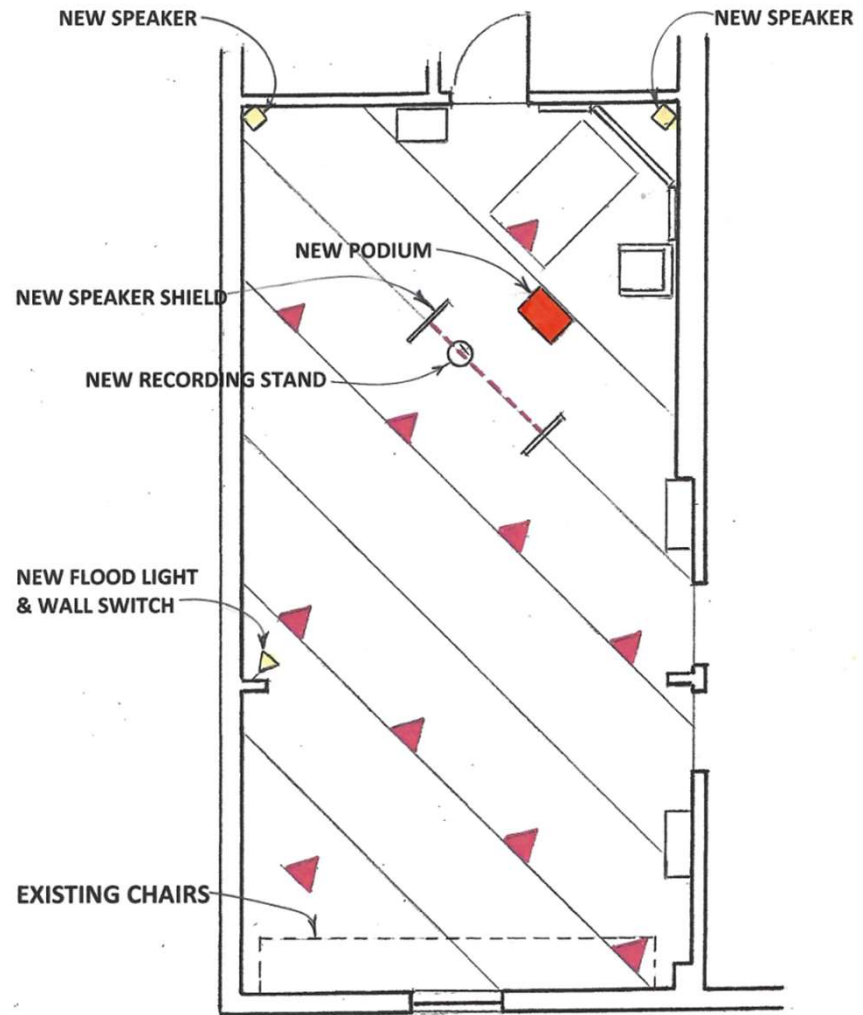 NEW SPEAKER
NEW SPEAKER
NEW PODIUM
NEW SPEAKER SHIELD
NEW RECORDING STAND
NEW FLOOD LIGHT
& WALL SWITCH
EXISTING CHAIRS